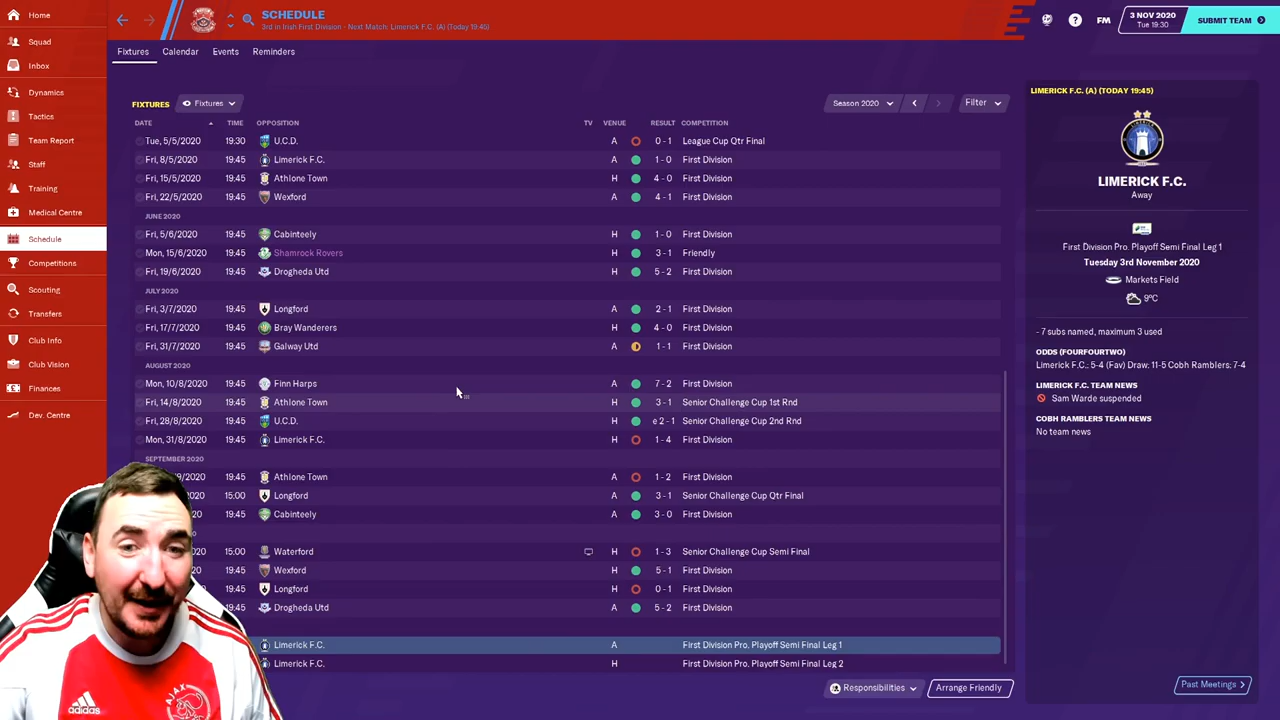 Home
Squad
Inbox
Dynamics
Tactics
Team Report
Staff
Training
Medical Centre
Schedule
Competitions
Scouting
Transfers
Club Info
Club Vision
Finances
Dev. Centre
SCHEDULE
3rd in Irish First Division - Next Match: Limerick F.C. (A) (Today 19:45)
? FM 3 NOV 2020
Tue 19:30
SUBMIT TEAM
Fixtures Calendar Events Reminders
FIXTURES Fixtures Season 2020 Filter
DATE TIME OPPOSITION TV VENUE RESULT COMPETITION
Tue, 5/5/2020 19:30 U.C.D. A 0 - 1 League Cup Qtr Final
Fri, 8/5/2020 19:45 Limerick F.C. A 1 - 0 First Division
Fri, 15/5/2020 19:45 Athlone Town H 4 - 0 First Division
Fri, 22/5/2020 19:45 Wexford A 4 - 1 First Division
JUNE 2020
Fri, 5/6/2020 19:45 Cabinteely H 1 - 0 First Division
Mon, 15/6/2020 19:45 Shamrock Rovers H 3 - 1 Friendly
Fri, 19/6/2020 19:45 Drogheda Utd H 5 - 2 First Division
JULY 2020
Fri, 3/7/2020 19:45 Longford A 2 - 1 First Division
Fri, 17/7/2020 19:45 Bray Wanderers H 4 - 0 First Division
Fri, 31/7/2020 19:45 Galway Utd A 1 - 1 First Division
AUGUST 2020
Mon, 10/8/2020 19:45 Finn Harps A 7 - 2 First Division
Fri, 14/8/2020 19:45 Athlone Town H 3 - 1 Senior Challenge Cup 1st Rnd
Fri, 28/8/2020 19:45 U.C.D. H e 2 - 1 Senior Challenge Cup 2nd Rnd
Mon, 31/8/2020 19:45 Limerick F.C. H 1 - 4 First Division
SEPTEMBER 2020
/9/2020 19:45 Athlone Town A 1 - 2 First Division
2020 15:00 Longford A 3 - 1 Senior Challenge Cup Qtr Final
2020 19:45 Cabinteely A 3 - 0 First Division
2020 15:00 Waterford H 1 - 3 Senior Challenge Cup Semi Final
2020 19:45 Wexford H 5 - 1 First Division
19:45 Longford H 0 - 1 First Division
19:45 Drogheda Utd A 5 - 2 First Division
Limerick F.C. A First Division Pro. Playoff Semi Final Leg 1
Limerick F.C. H First Division Pro. Playoff Semi Final Leg 2
Responsibilities Arrange Friendly
LIMERICK F.C. (A) (TODAY 19:45)
LIMERICK F.C.
Away
First Division Pro. Playoff Semi Final Leg 1
Tuesday 3rd November 2020
Markets Field
9°C
- 7 subs named, maximum 3 used
ODDS (FOURFOURTWO)
Limerick F.C.: 5-4 (Fav) Draw: 11-5 Cobh Ramblers: 7-4
LIMERICK F.C. TEAM NEWS
Sam Warde suspended
COBH RAMBLERS TEAM NEWS
No team news
Past Meetings
adidas
AJAX